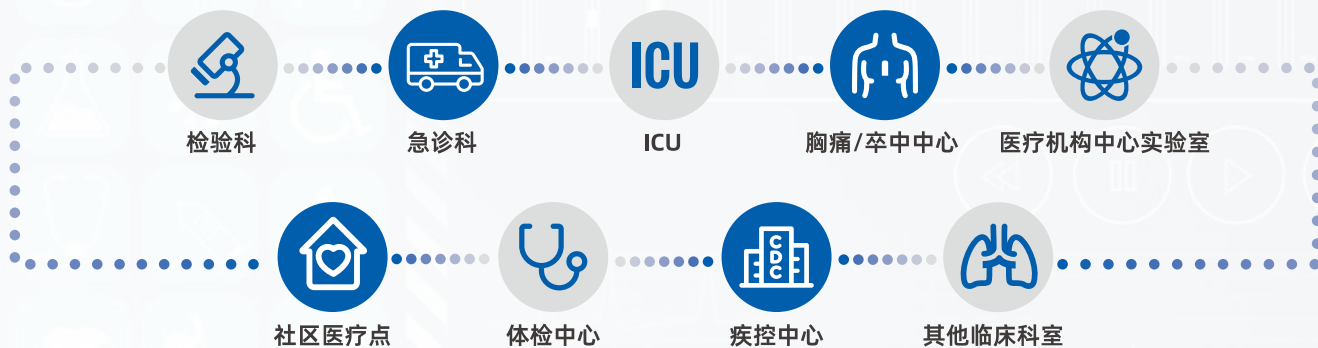 ICU
检验科
急诊科
ICU
胸痛/卒中中心
医疗机构中心实验室
CDC
社区医疗点
体检中心
疾控中心
其他临床科室